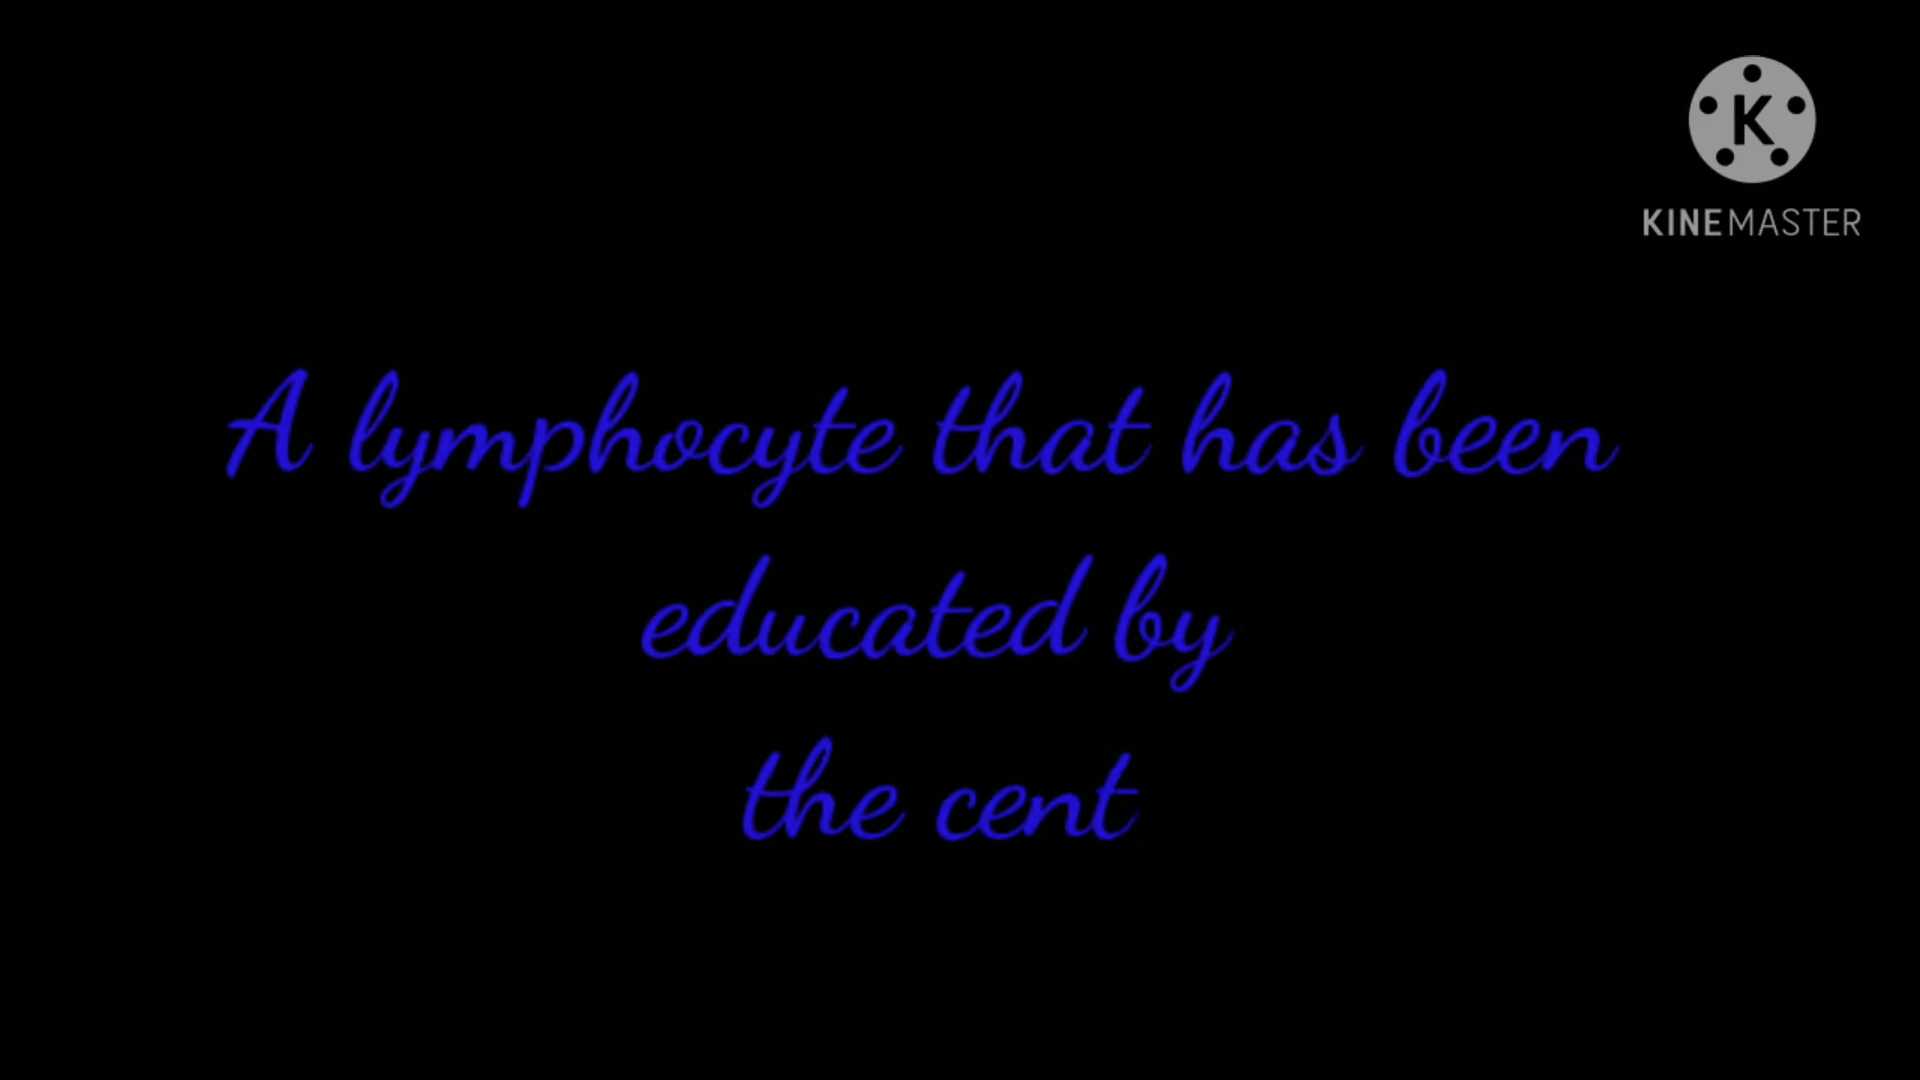 K
KINEMASTER
A lymphocyte that has been
educated by
the cent